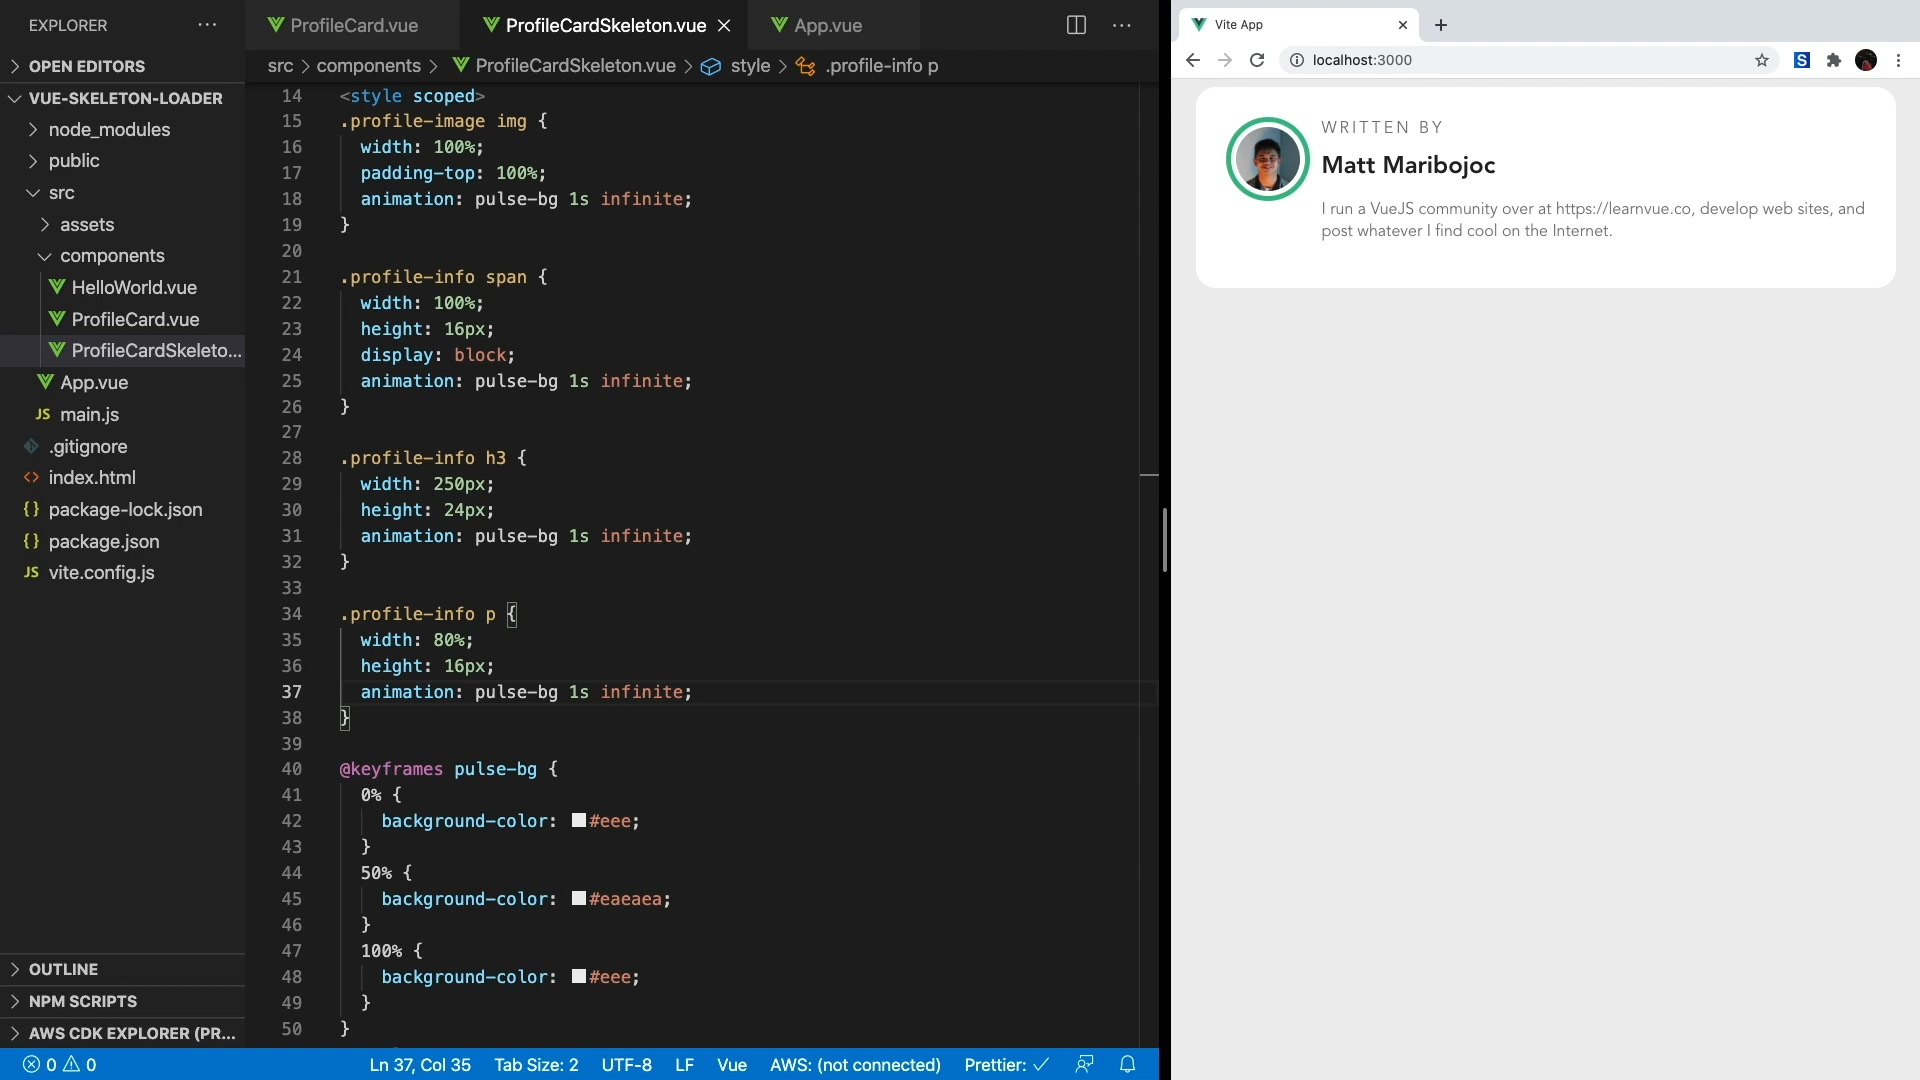 EXPLORER
OPEN EDITORS
VUE-SKELETON-LOADER
node_modules
public
src
assets
components
HelloWorld.vue
ProfileCard.vue
ProfileCardSkeleto...
App.vue
JS main.js
.gitignore
<> index.html
{} package-lock.json
{} package.json
JS vite.config.js
OUTLINE
NPM SCRIPTS
AWS CDK EXPLORER (PR...
ProfileCard.vue ProfileCardSkeleton.vue App.vue
src > components > ProfileCardSkeleton.vue > style > .profile-info p
14 <style scoped>
15 .profile-image img {
16 width: 100%;
17 padding-top: 100%;
18 animation: pulse-bg 1s infinite;
19 }
20
21 .profile-info span {
22 width: 100%;
23 height: 16px;
24 display: block;
25 animation: pulse-bg 1s infinite;
26 }
27
28 .profile-info h3 {
29 width: 250px;
30 height: 24px;
31 animation: pulse-bg 1s infinite;
32 }
33
34 .profile-info p {
35 width: 80%;
36 height: 16px;
37 animation: pulse-bg 1s infinite;
38 }
39
40 @keyframes pulse-bg {
41 0% {
42 background-color: #eee;
43 }
44 50% {
45 background-color: #eaeaea;
46 }
47 100% {
48 background-color: #eee;
49 }
50 }
0 0 Ln 37, Col 35 Tab Size: 2 UTF-8 LF Vue AWS: (not connected) Prettier: ✓
Vite App
localhost:3000
S
WRITTEN BY
Matt Maribojoc
I run a VueJS community over at https://learnvue.co, develop web sites, and
post whatever I find cool on the Internet.